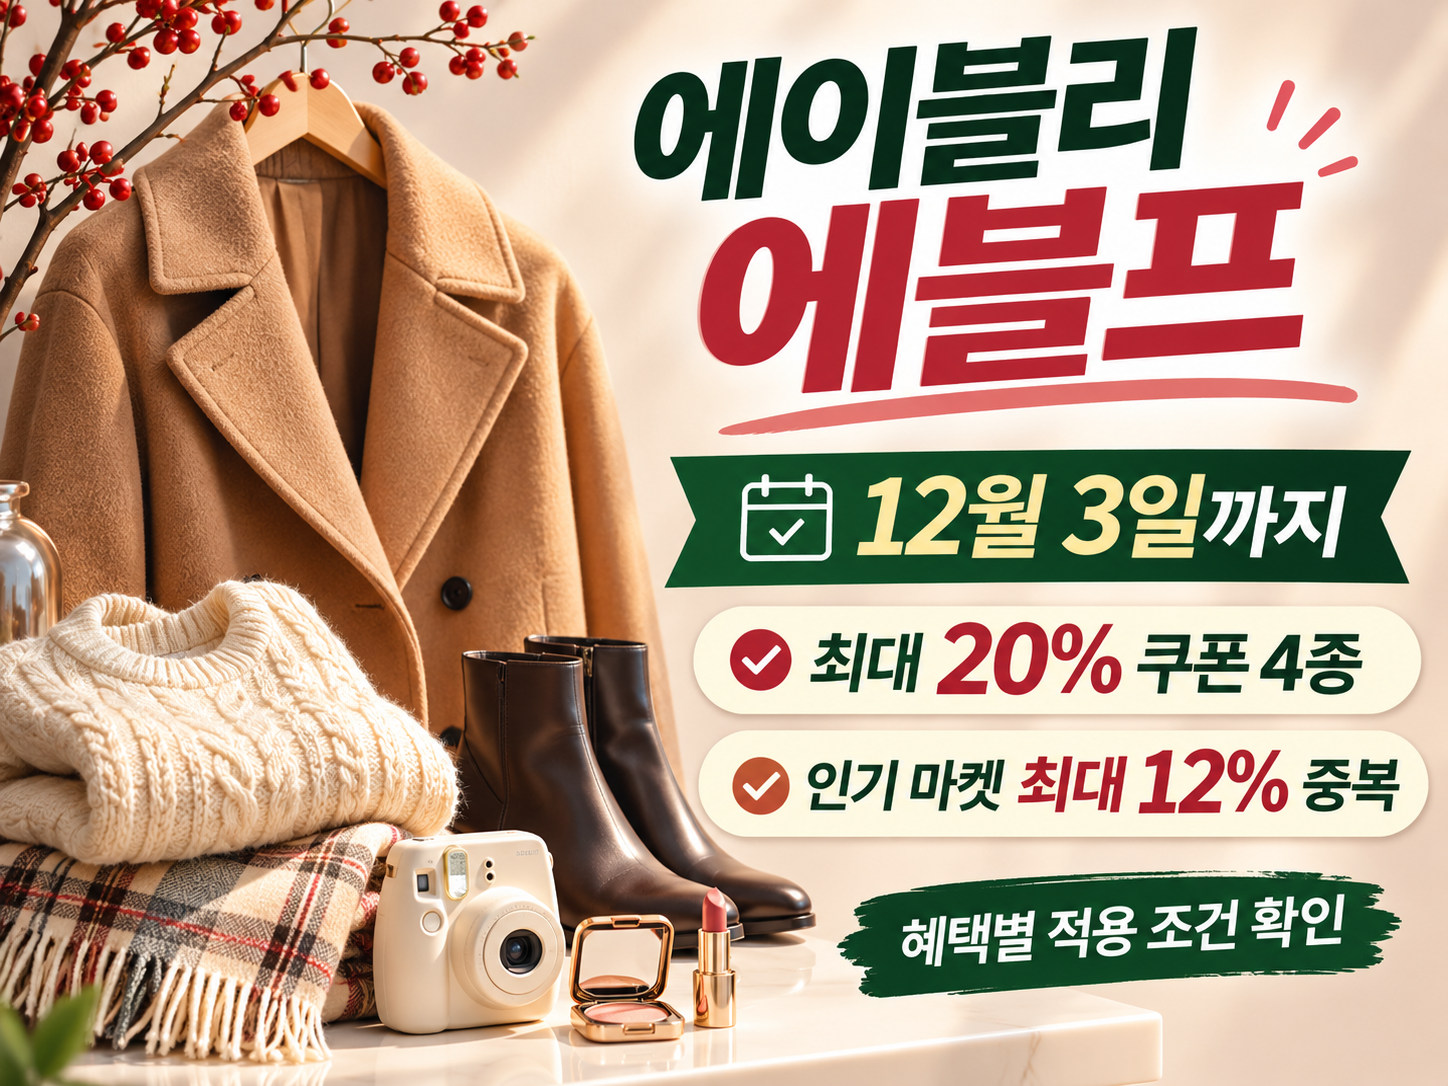 에이블리
에블프
12월 3일까지
최대 20% 쿠폰 4종
인기 마켓 최대 12% 중복
혜택별 적용 조건 확인